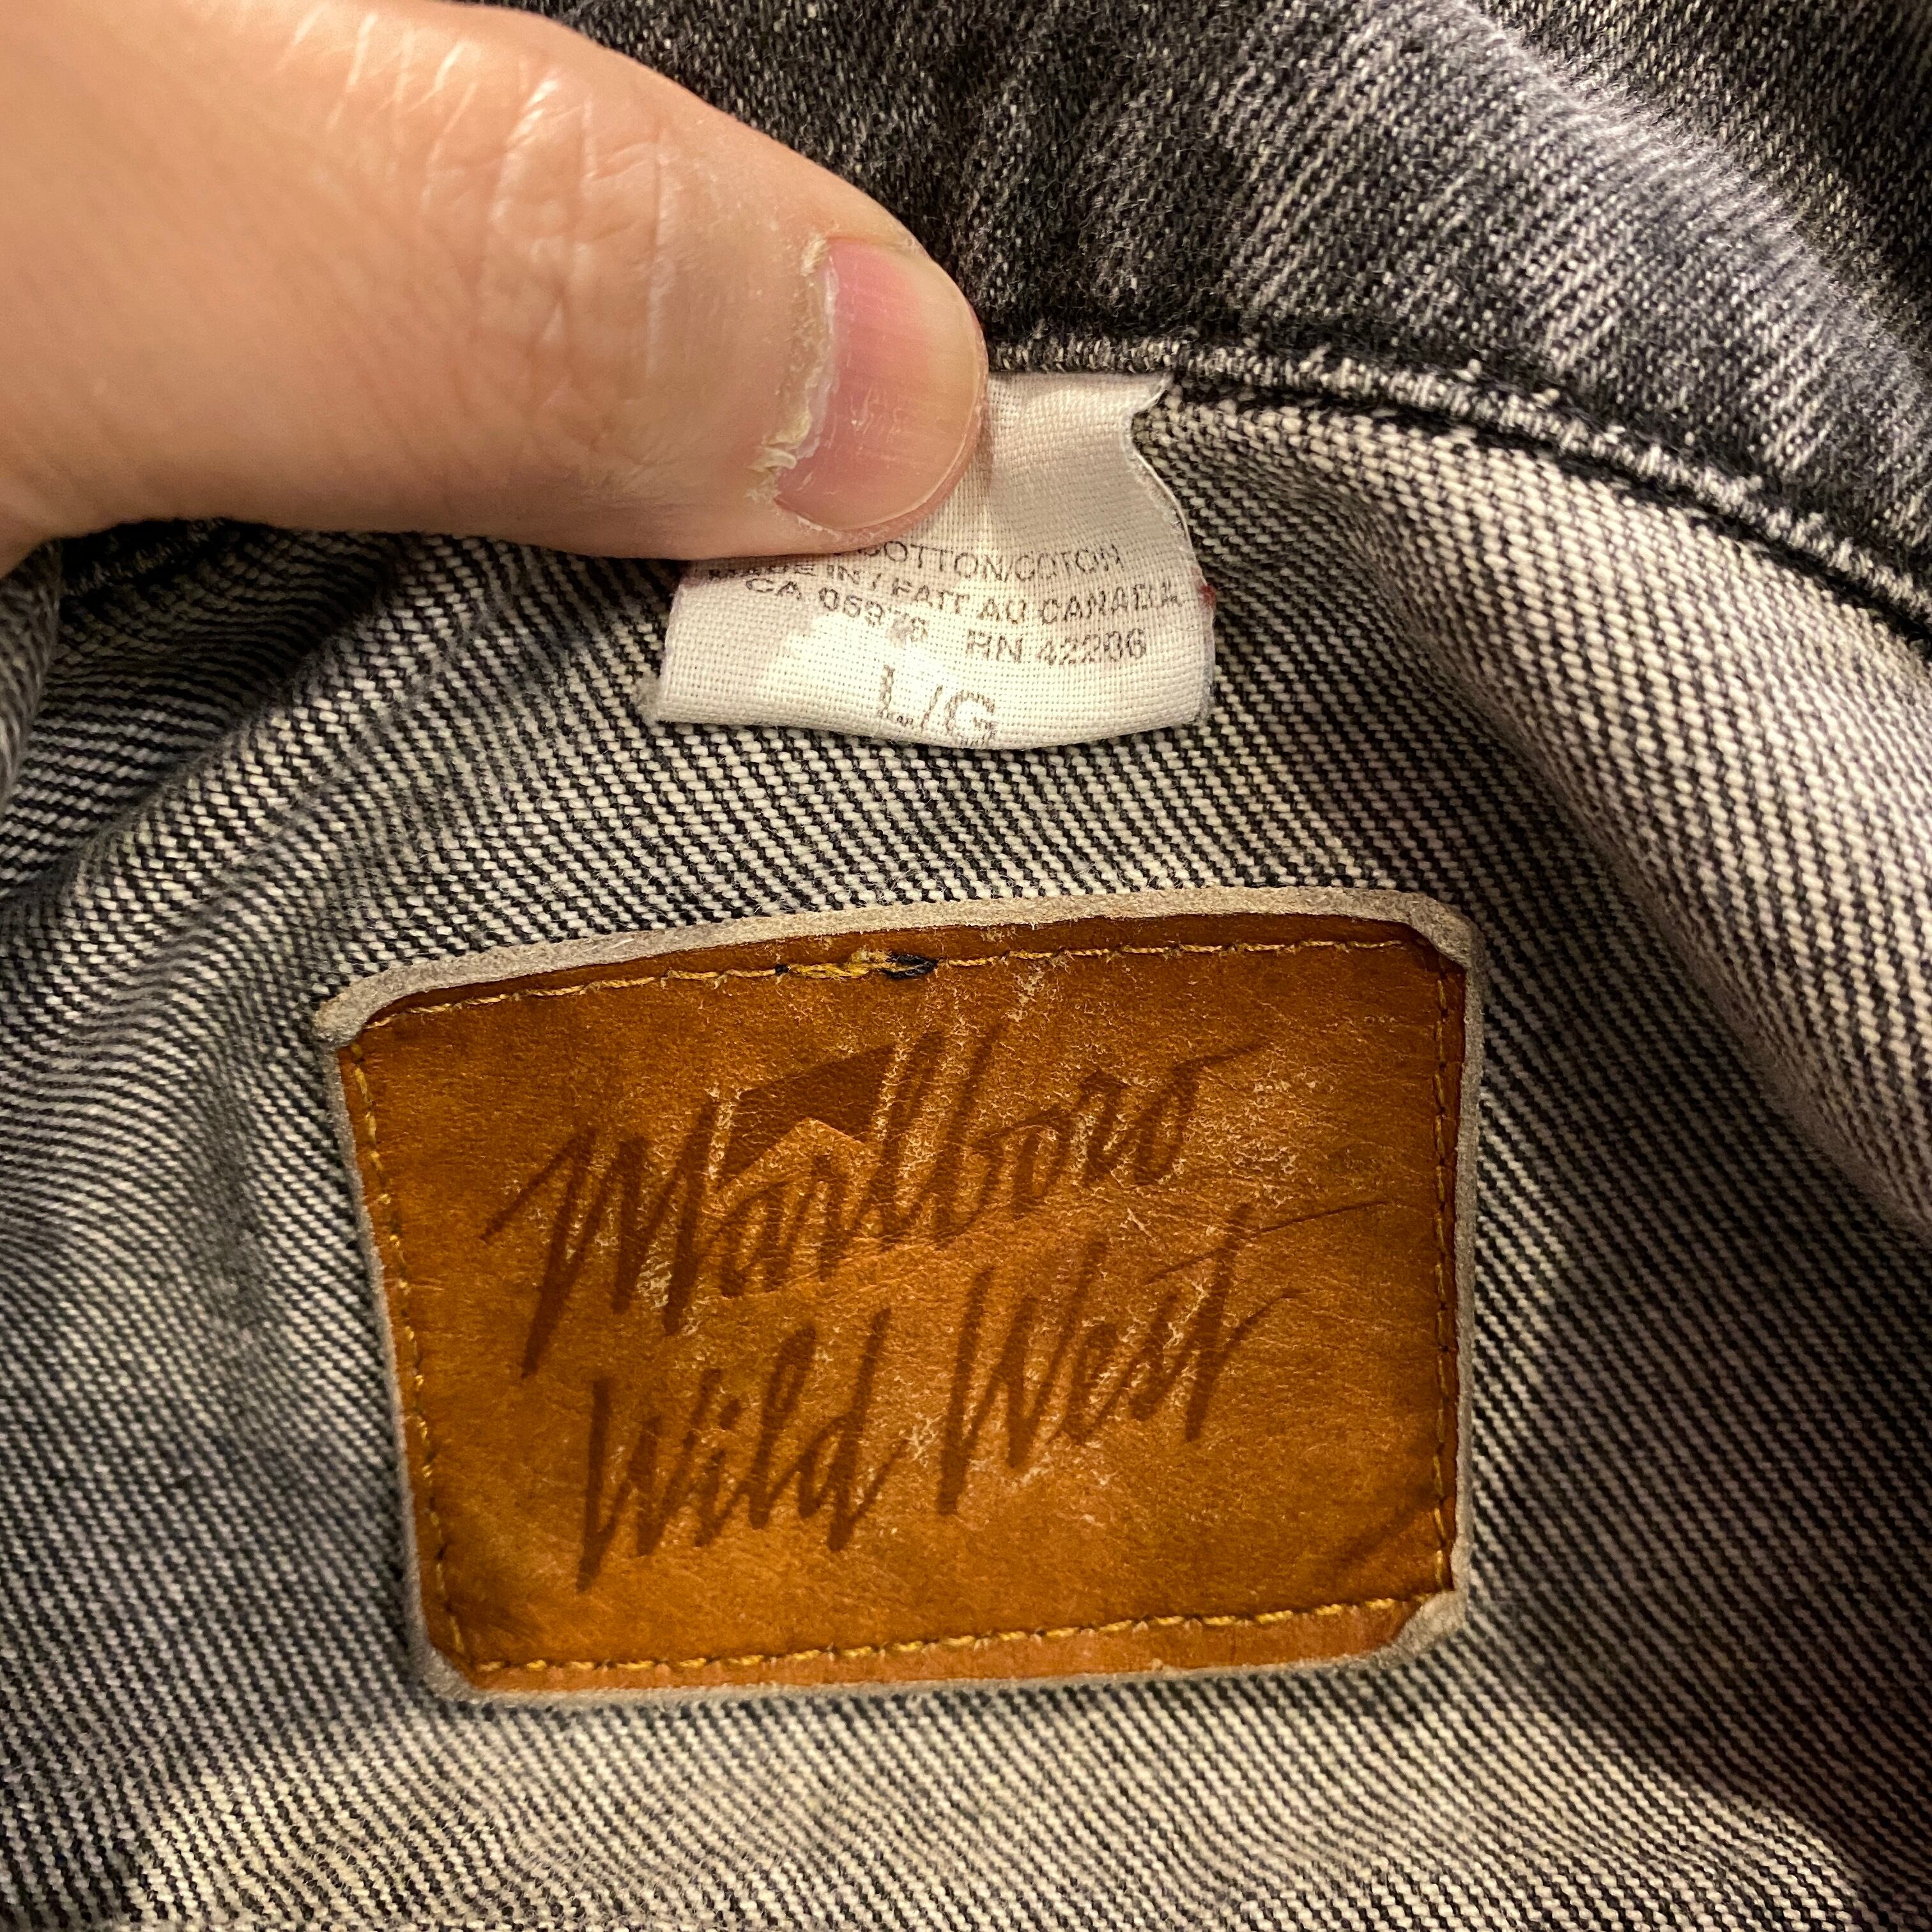 COTTON/COTON
MADE IN / FAIT AU CANADA
CA 05976 RN 42206
L/G
Marlboro
Wild West